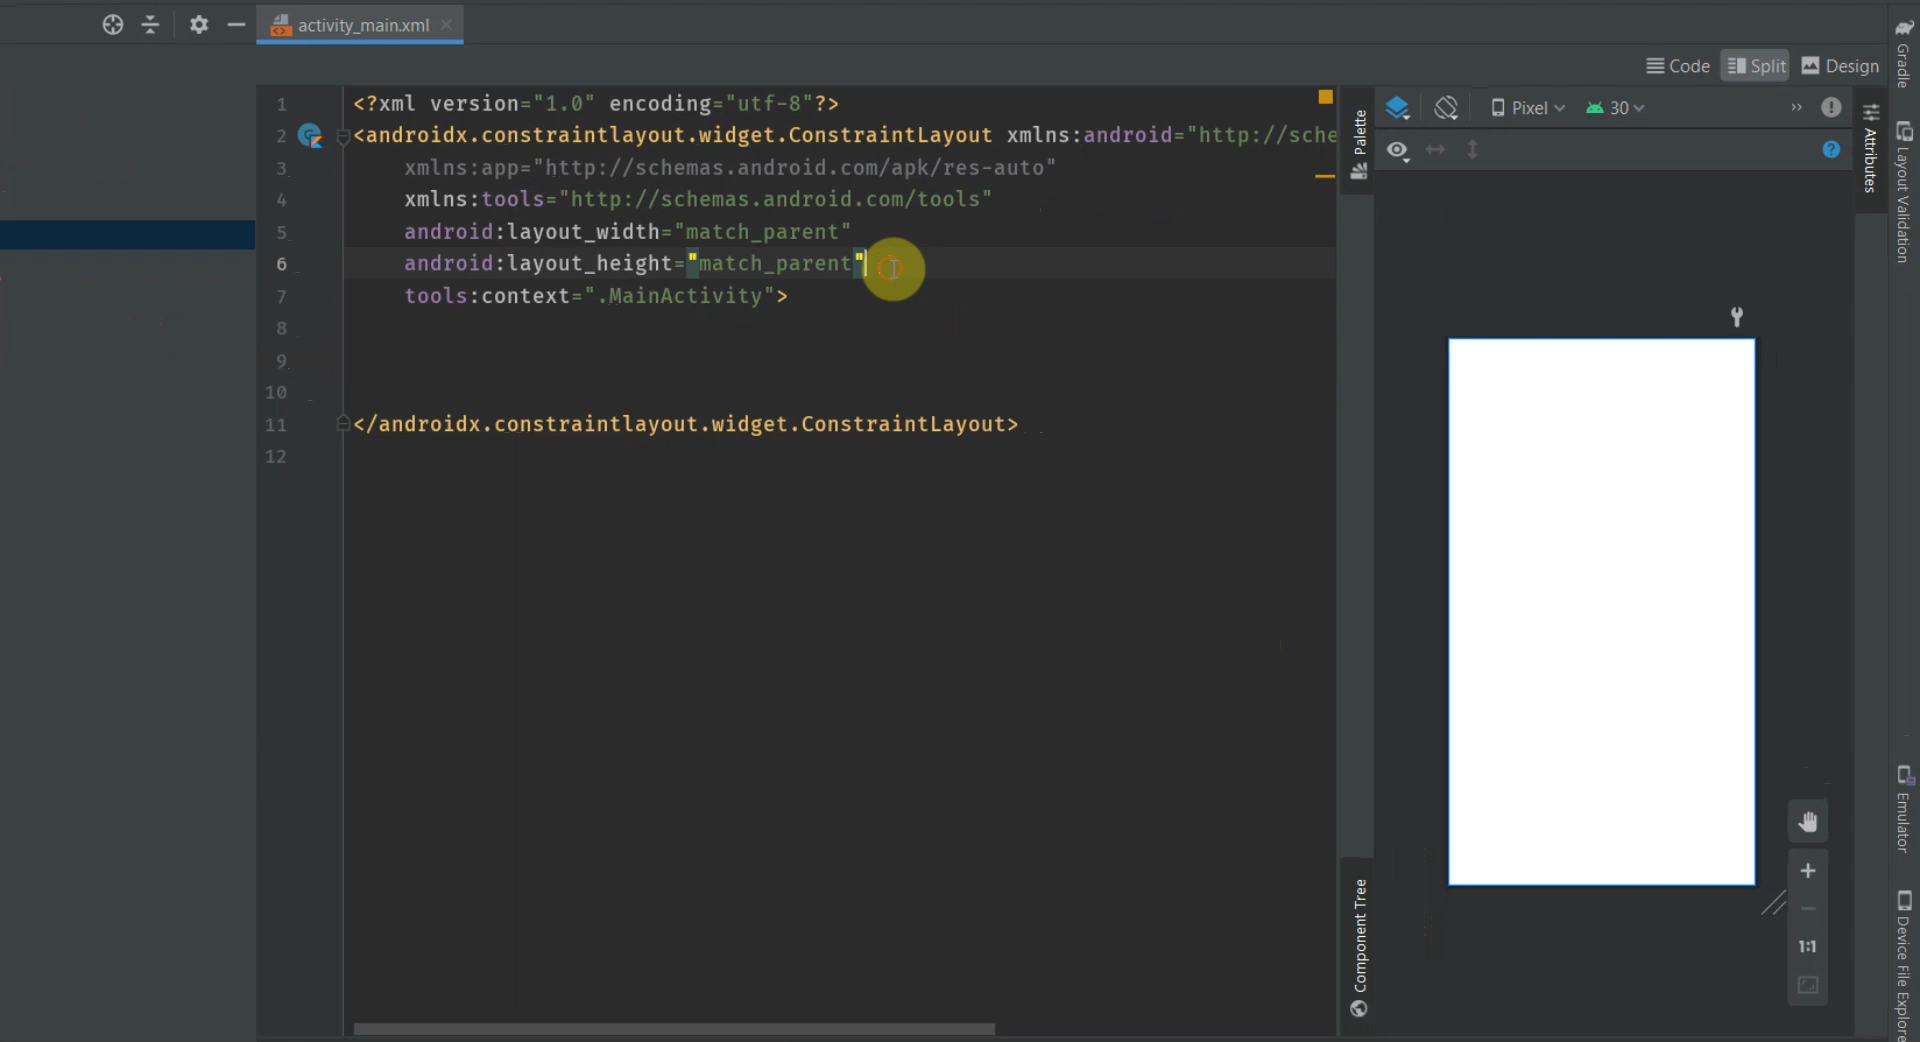 activity_main.xml
Code
Split
Design
1 <?xml version="1.0" encoding="utf-8"?>
2 <androidx.constraintlayout.widget.ConstraintLayout xmlns:android="http://sche
3 xmlns:app="http://schemas.android.com/apk/res-auto"
4 xmlns:tools="http://schemas.android.com/tools"
5 android:layout_width="match_parent"
6 android:layout_height="match_parent"
7 tools:context=".MainActivity">
8
9
10
11 </androidx.constraintlayout.widget.ConstraintLayout>
12
Palette
Component Tree
Pixel
30
1:1
Attributes
Gradle
Layout Validation
Emulator
Device File Explore